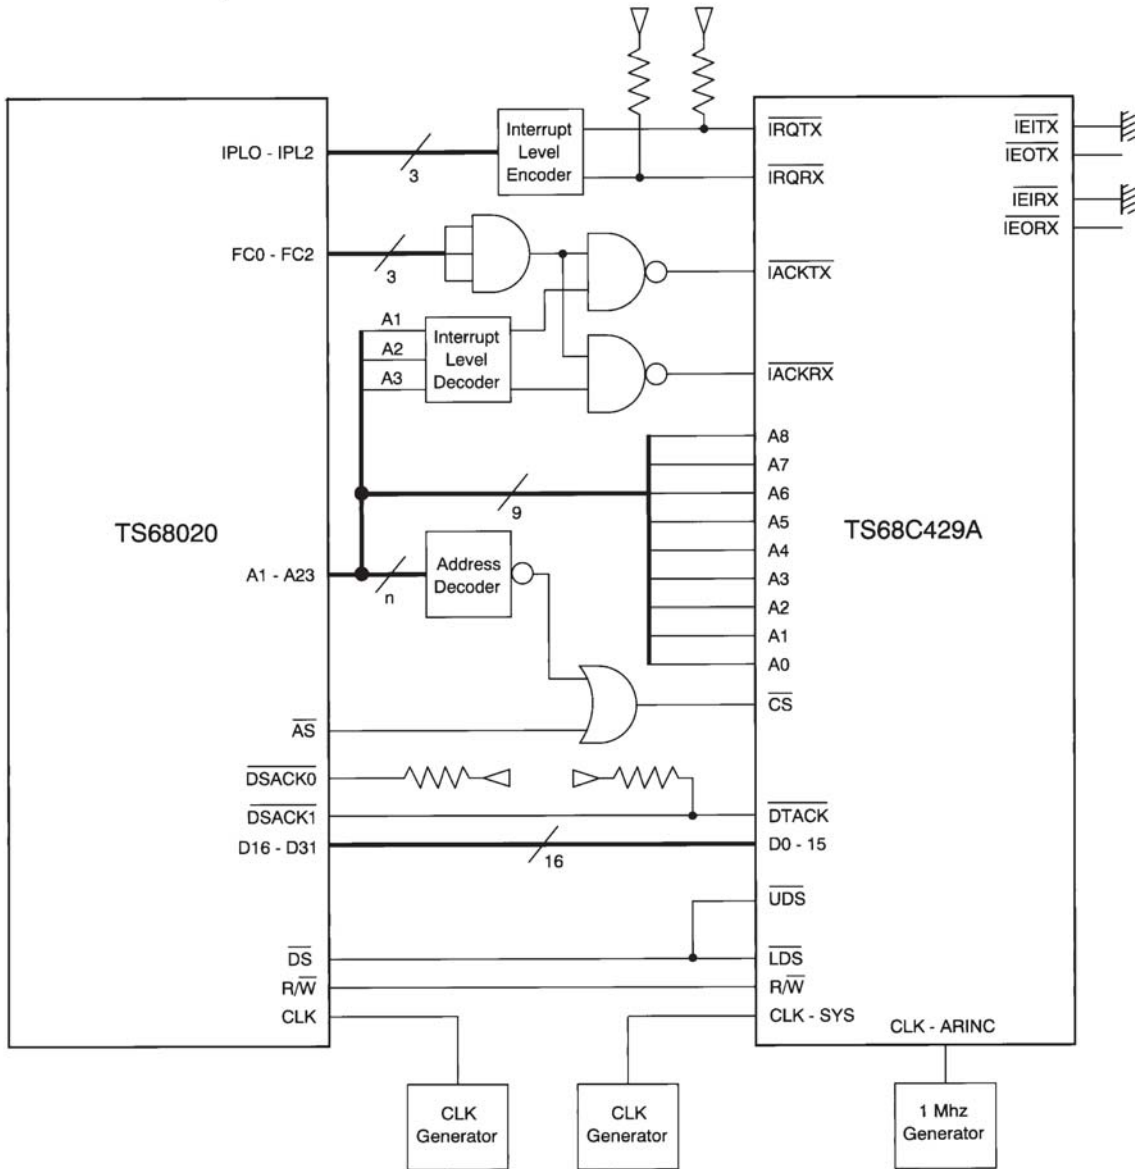 IPLO - IPL2
3
Interrupt
Level
Encoder
IRQTX
IRQRX
IEITX
IEOTX
IEIRX
IEORX
FC0 - FC2
3
IACKTX
A1
A2
A3
Interrupt
Level
Decoder
IACKRX
A8
A7
A6
A5
A4
A3
A2
A1
A0
9
TS68020
TS68C429A
A1 - A23
n
Address
Decoder
CS
AS
DSACK0
DSACK1
DTACK
D16 - D31
16
D0 - 15
UDS
DS
LDS
R/W
R/W
CLK
CLK - SYS
CLK - ARINC
CLK
Generator
CLK
Generator
1 Mhz
Generator